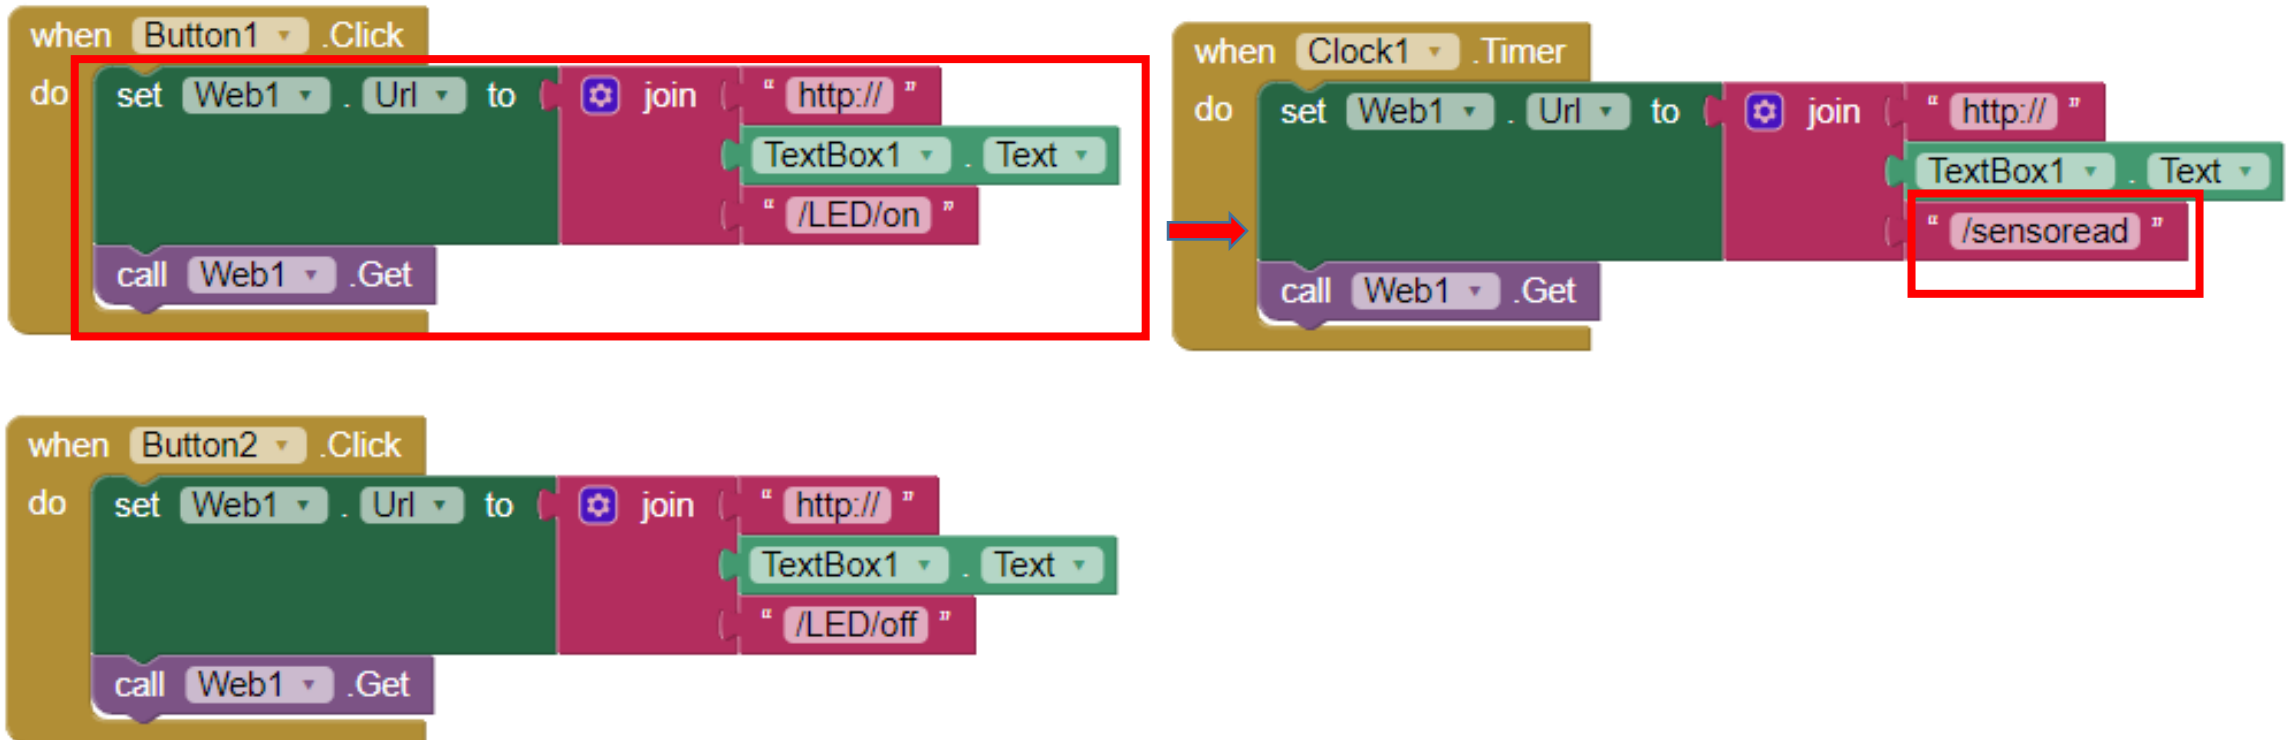 when Button1 .Click
do set Web1 . Url to join " http:// "
TextBox1 . Text
" /LED/on "
call Web1 .Get
when Clock1 .Timer
do set Web1 . Url to join " http:// "
TextBox1 . Text
" /sensoread "
call Web1 .Get
when Button2 .Click
do set Web1 . Url to join " http:// "
TextBox1 . Text
" /LED/off "
call Web1 .Get